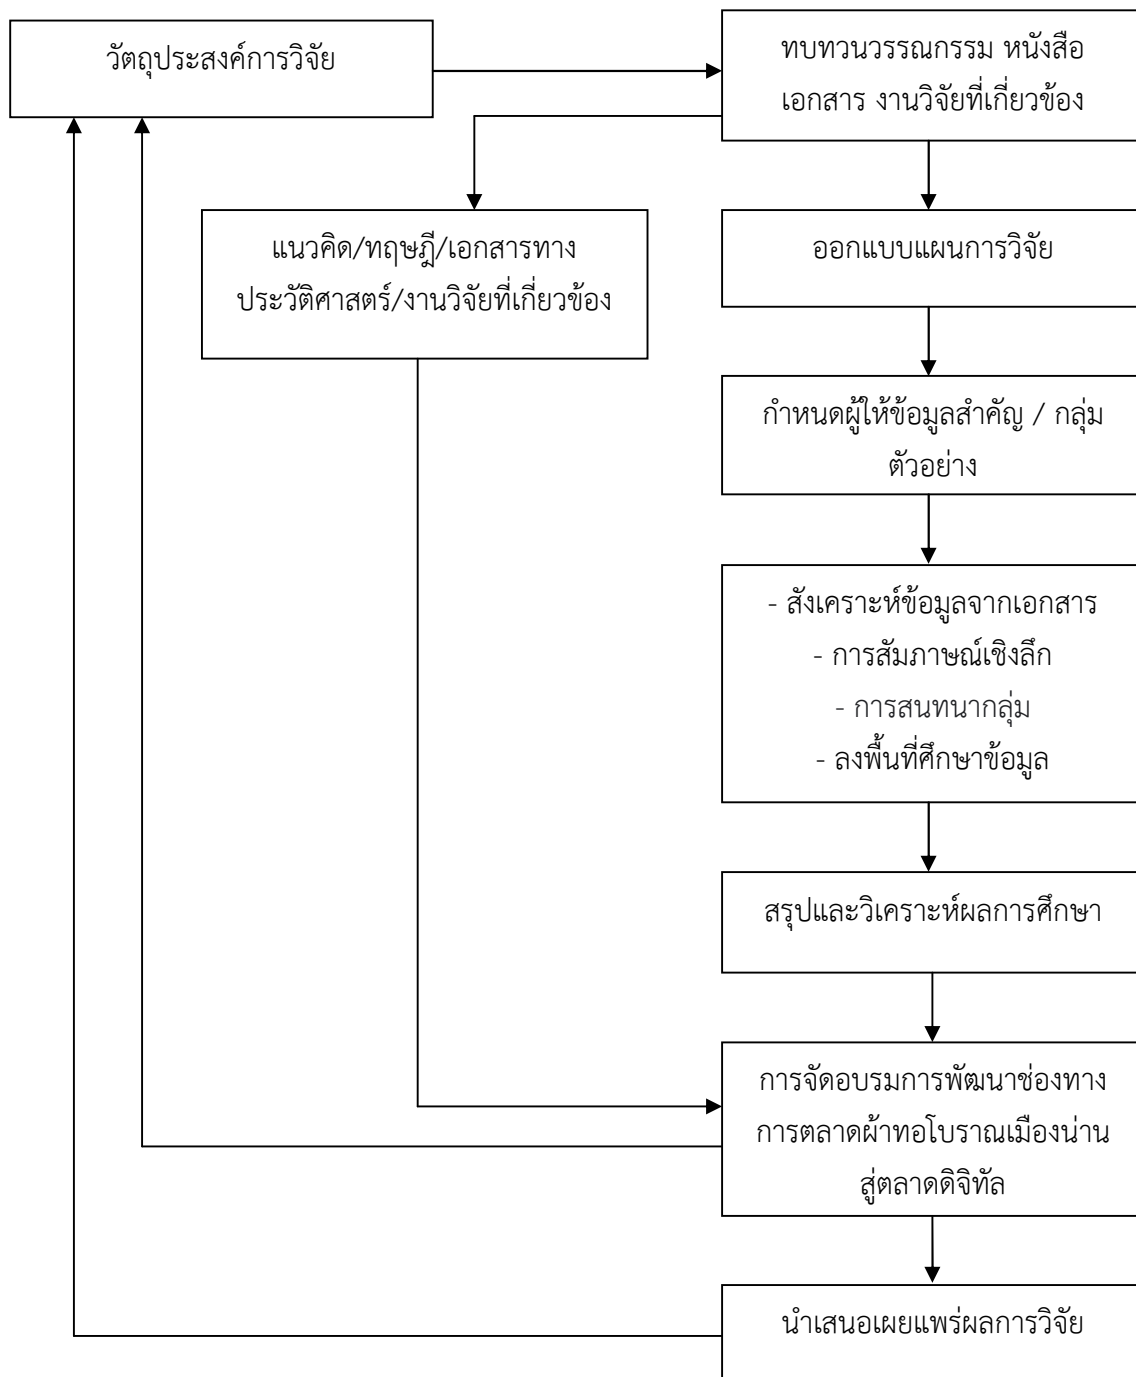 วัตถุประสงค์การวิจัย
ทบทวนวรรณกรรม หนังสือ
เอกสาร งานวิจัยที่เกี่ยวข้อง
แนวคิด/ทฤษฎี/เอกสารทาง
ประวัติศาสตร์/งานวิจัยที่เกี่ยวข้อง
ออกแบบแผนการวิจัย
กำหนดผู้ให้ข้อมูลสำคัญ / กลุ่ม
ตัวอย่าง
- สังเคราะห์ข้อมูลจากเอกสาร
- การสัมภาษณ์เชิงลึก
- การสนทนากลุ่ม
- ลงพื้นที่ศึกษาข้อมูล
สรุปและวิเคราะห์ผลการศึกษา
การจัดอบรมการพัฒนาช่องทาง
การตลาดผ้าทอโบราณเมืองน่าน
สู่ตลาดดิจิทัล
นำเสนอเผยแพร่ผลการวิจัย